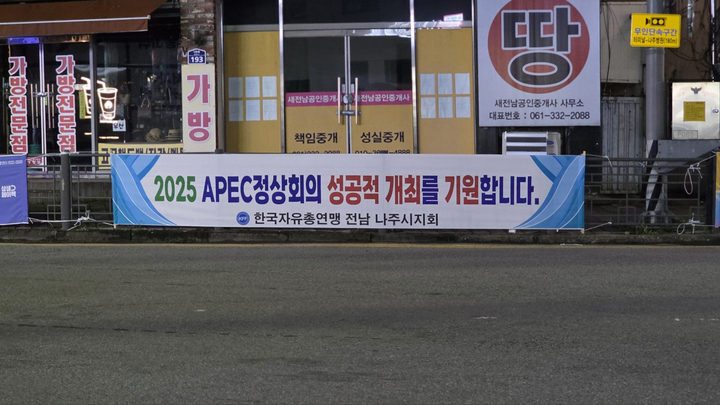 가방전문점
가방전문점
193
가방
새전남공인중개사
새전남공인중개사
책임중개
성실중개
땅
새전남공인중개사 사무소
대표번호: 061-332-2088
무인단속구간
2025 APEC정상회의 성공적 개최를 기원합니다.
한국자유총연맹 전남 나주시지회